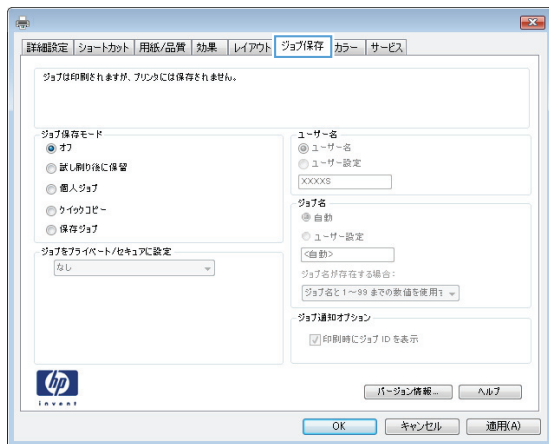 詳細設定 ショートカット 用紙/品質 効果 レイアウト ジョブ保存 カラー サービス
ジョブは印刷されますが、プリンタには保存されません。
ジョブ保存モード
オフ
試し刷り後に保留
個人ジョブ
クイックコピー
保存ジョブ
ジョブをプライベート/セキュアに設定
なし
ユーザー名
ユーザー名
ユーザー設定
XXXXS
ジョブ名
自動
ユーザー設定
<自動>
ジョブ名が存在する場合:
ジョブ名と1～99までの数値を使用す
ジョブ通知オプション
印刷時にジョブ ID を表示
hp
invent
バージョン情報... ヘルプ
OK キャンセル 適用(A)